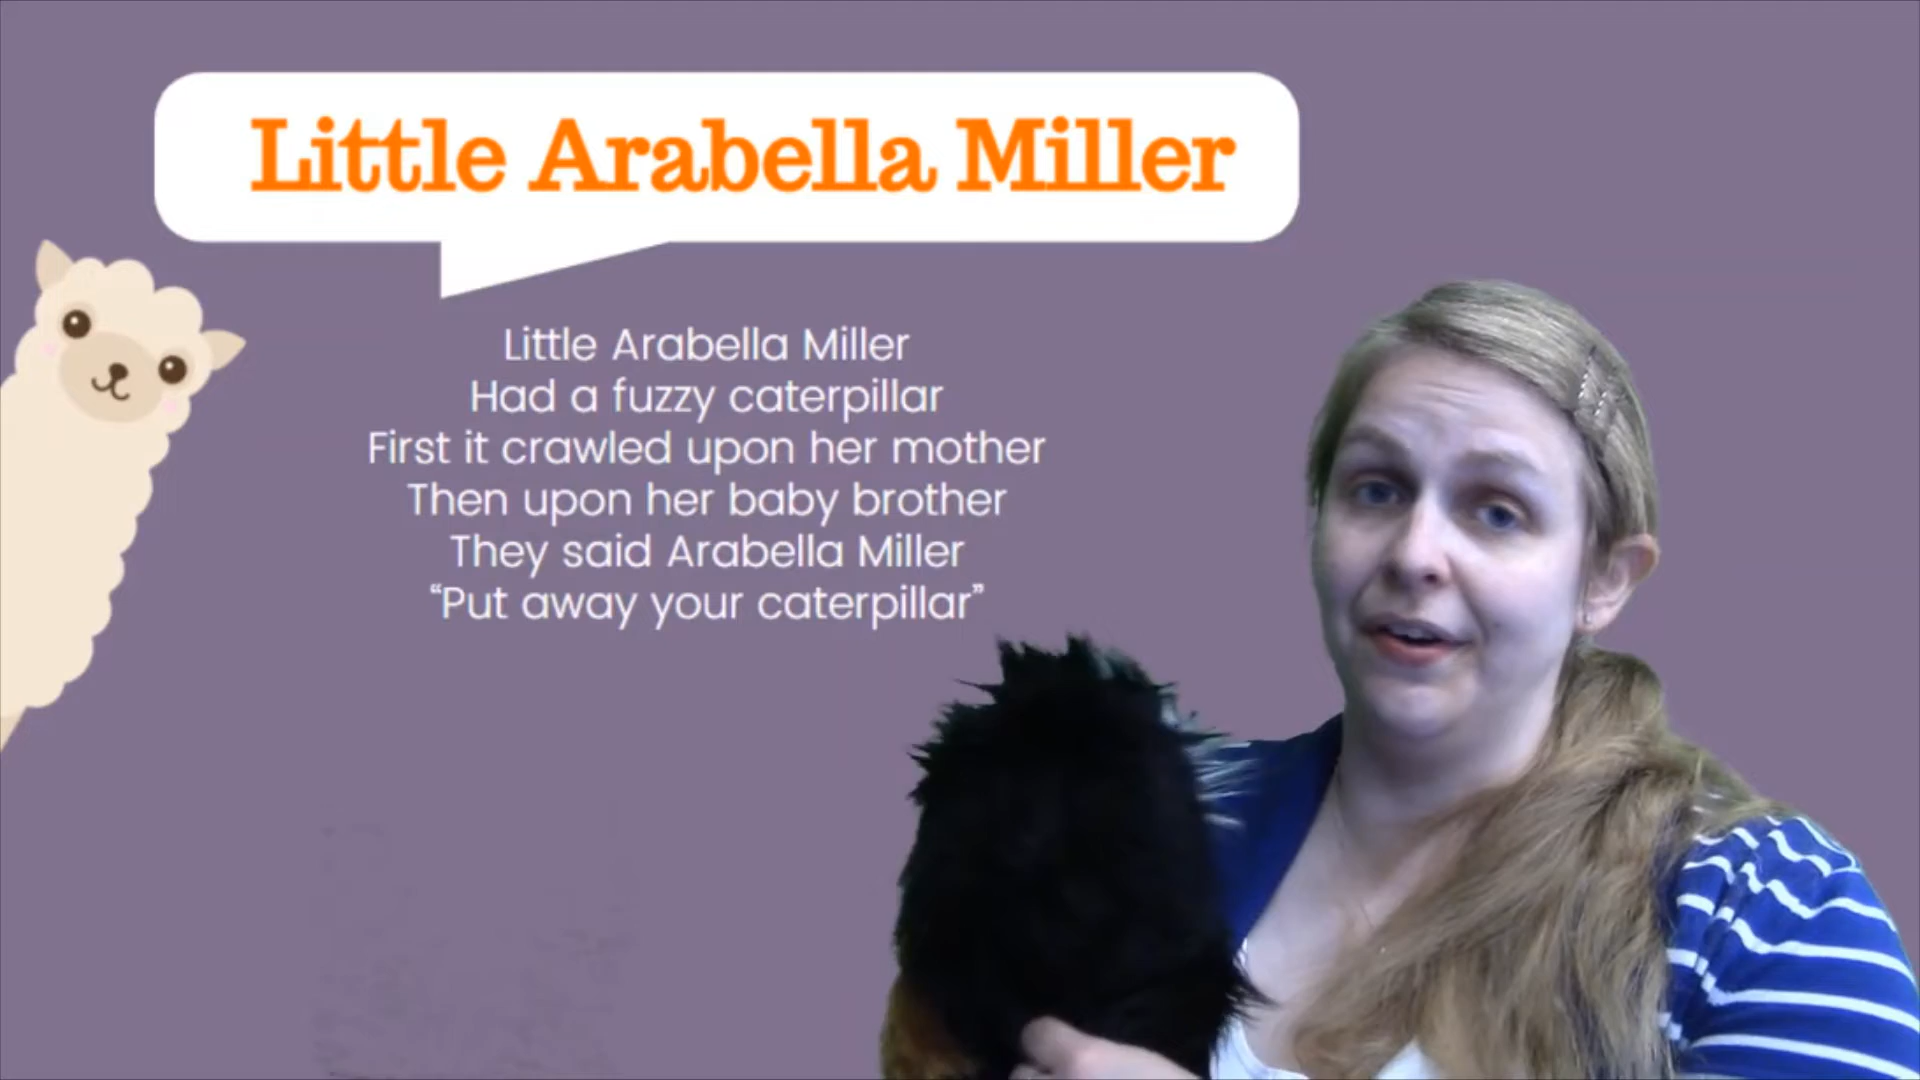 Little Arabella Miller
Little Arabella Miller
Had a fuzzy caterpillar
First it crawled upon her mother
Then upon her baby brother
They said Arabella Miller
“Put away your caterpillar”